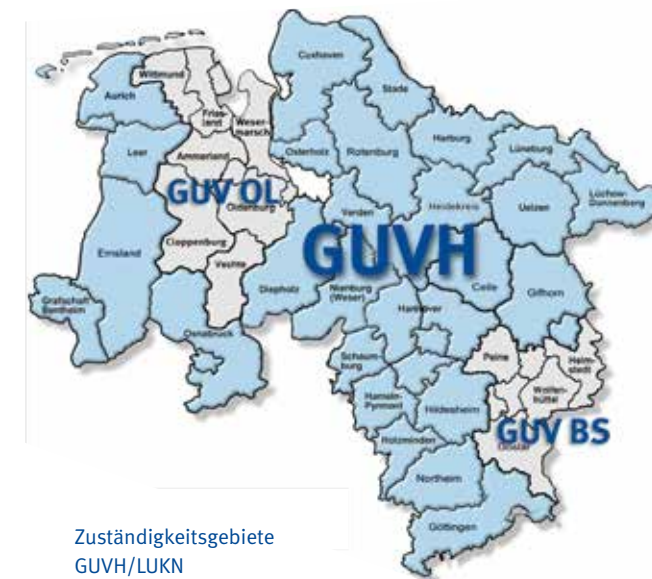 Cuxhaven
Wittmund
Stade
Aurich
Fries-
land
Weser-
marsch
Harburg
Osterholz
Rotenburg
Lüneburg
Leer
Ammerland
Lüchow-
Dannenberg
GUV OL
Oldenburg
Verden
Heidekreis
Uelzen
Emsland
Cloppenburg
GUVH
Vechta
Diepholz
Nienburg
(Weser)
Celle
Gifhorn
Grafschaft
Bentheim
Hannover
Osnabrück
Peine
Helm-
stedt
Schaum-
burg
Wolfen-
büttel
Hameln-
Pyrmont
Hildesheim
GUV BS
Goslar
Holzminden
Northeim
Göttingen
Zuständigkeitsgebiete
GUVH/LUKN